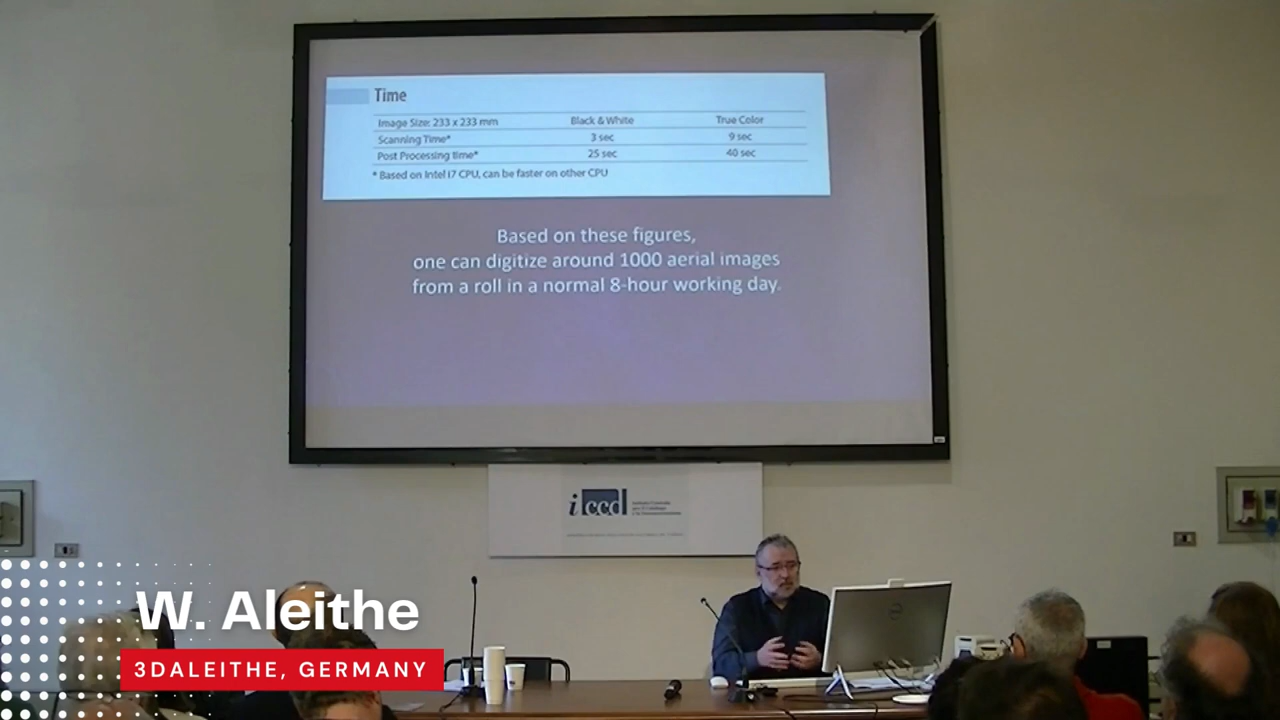 Time
Image Size: 233 x 233 mm Black & White True Color
Scanning Time* 3 sec 9 sec
Post Processing time* 25 sec 40 sec
* Based on Intel i7 CPU, can be faster on other CPU
Based on these figures,
one can digitize around 1000 aerial images
from a roll in a normal 8-hour working day.
iccd
W. Aleithe
3DALEITHE, GERMANY